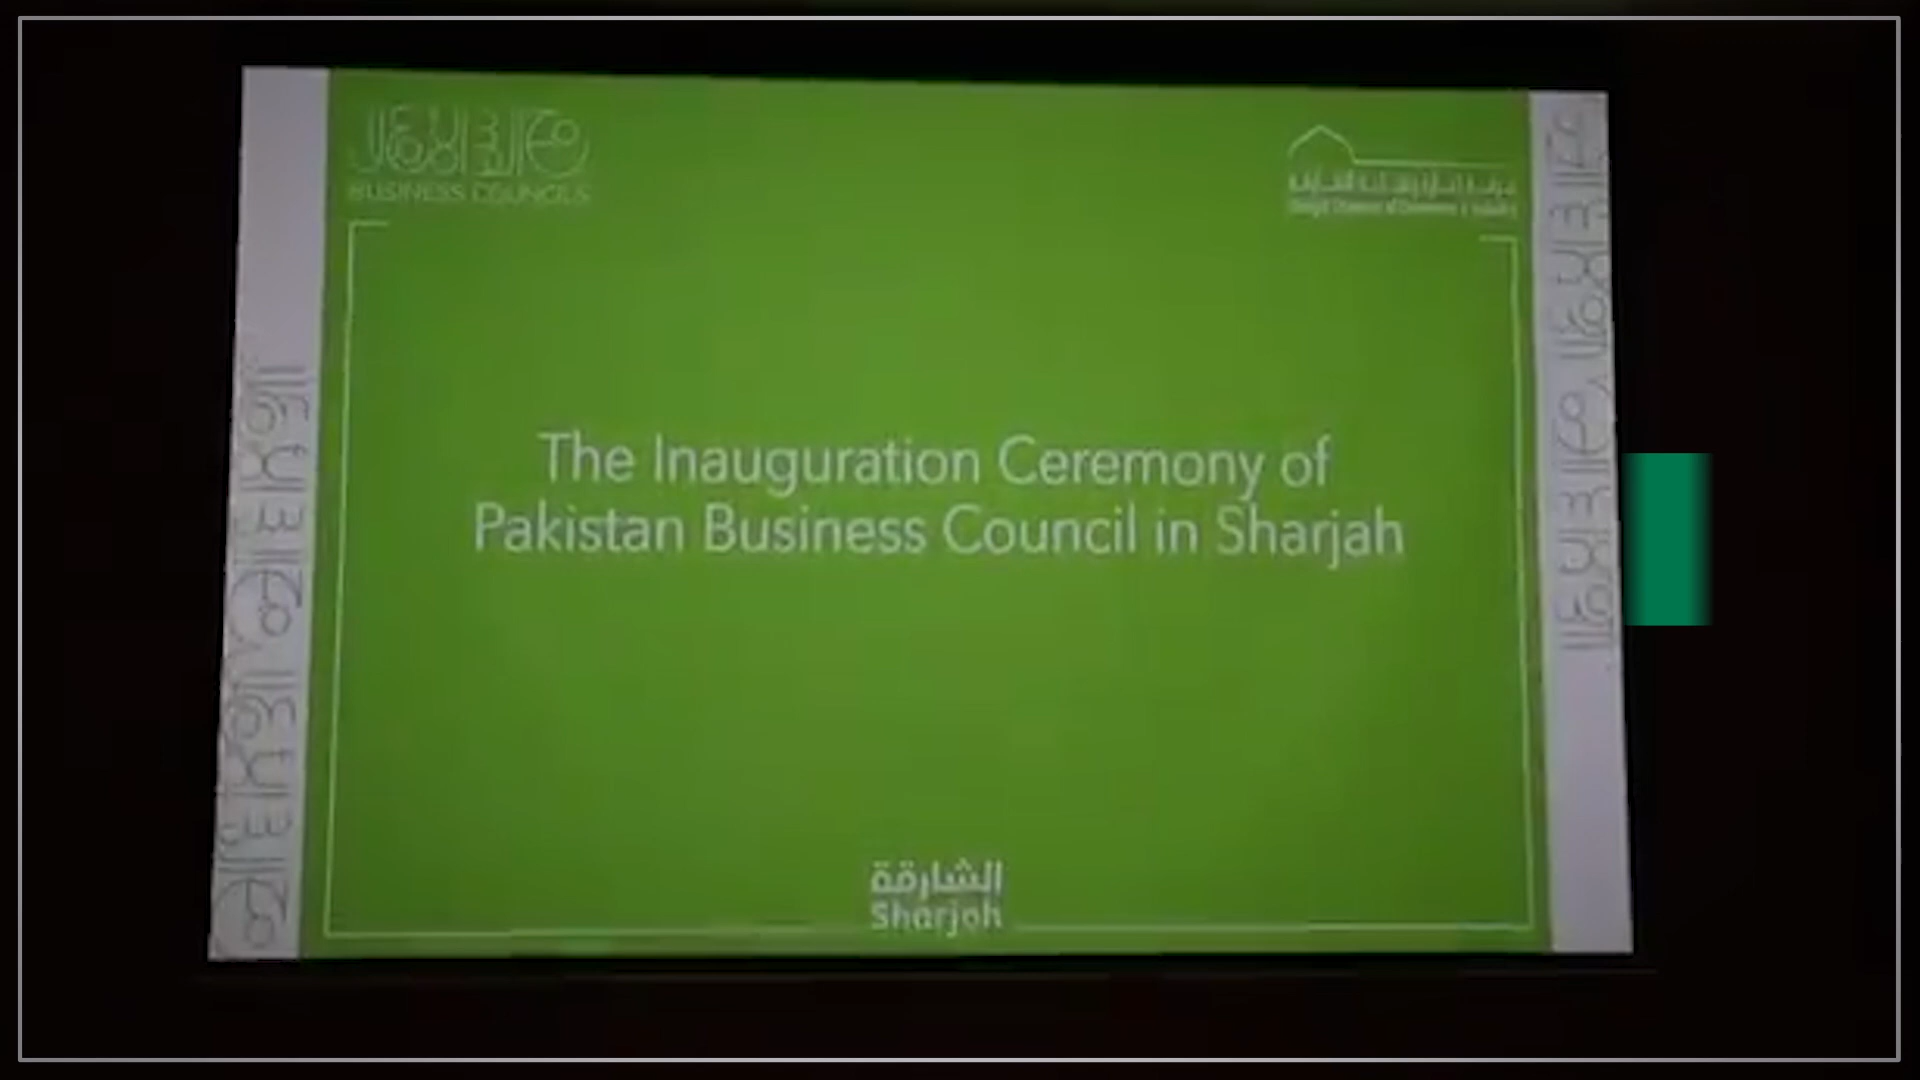 BUSINESS COUNCILS
The Inauguration Ceremony of
Pakistan Business Council in Sharjah
الشارقة
Sharjah